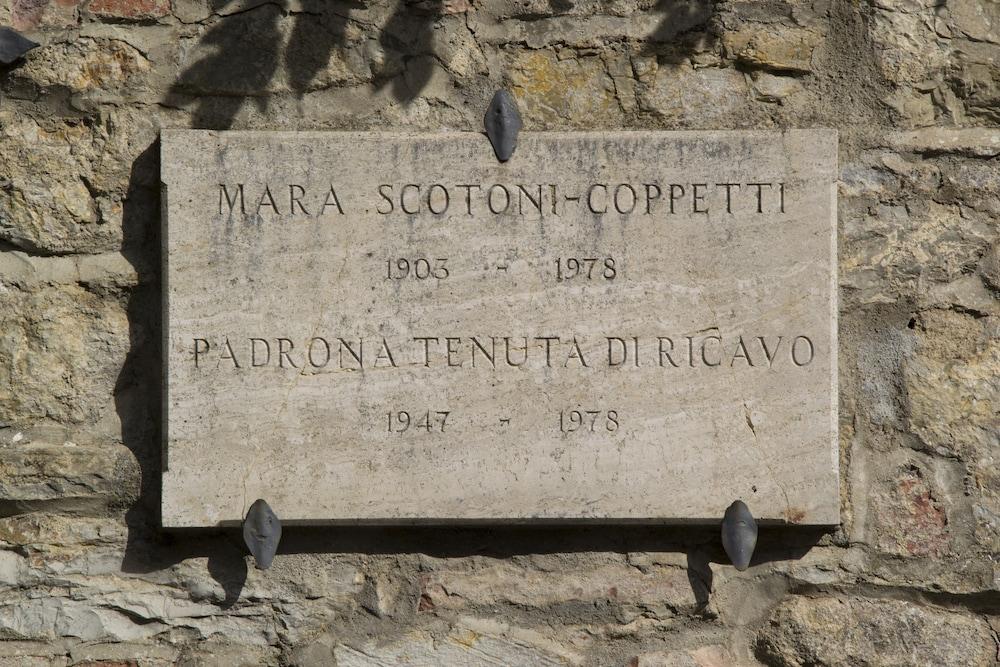 MARA SCOTONI-COPPETTI
1903 - 1978
PADRONA TENUTA DI RICAVO
1947 - 1978